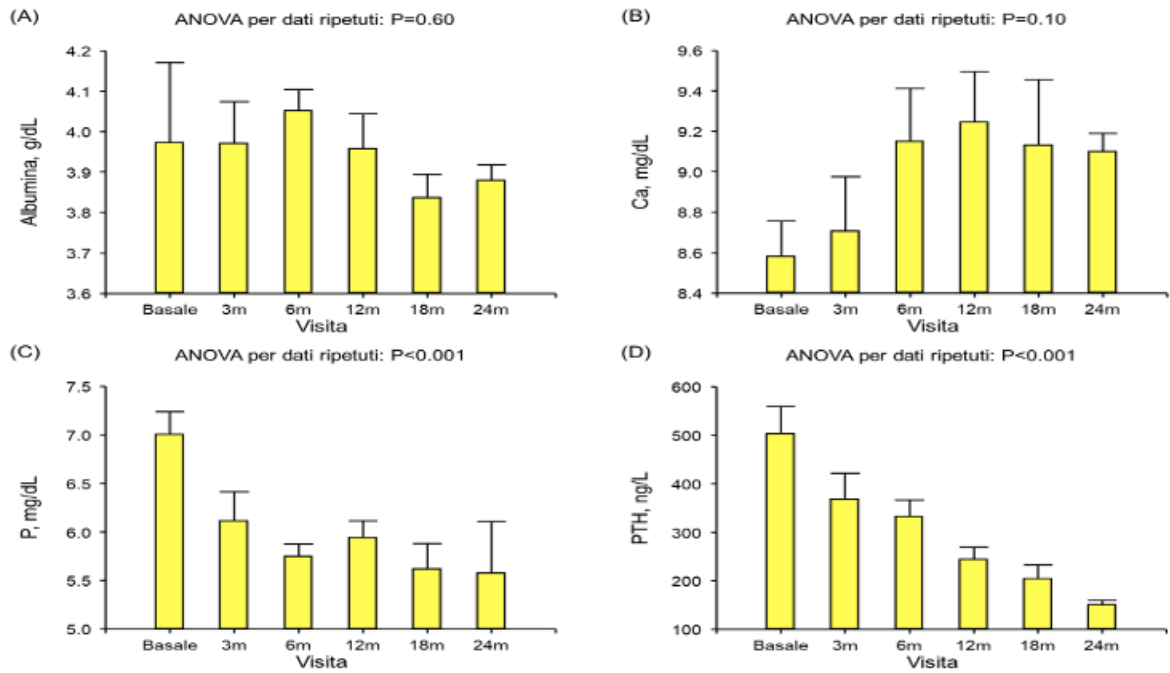 (A) ANOVA per dati ripetuti: P=0.60
4.2
4.1
4.0
3.9
3.8
3.7
3.6
Albumina, g/dL
Basale 3m 6m 12m 18m 24m
Visita
(B) ANOVA per dati ripetuti: P=0.10
9.6
9.4
9.2
9.0
8.8
8.6
8.4
Ca, mg/dL
Basale 3m 6m 12m 18m 24m
Visita
(C) ANOVA per dati ripetuti: P<0.001
7.5
7.0
6.5
6.0
5.5
5.0
P, mg/dL
Basale 3m 6m 12m 18m 24m
Visita
(D) ANOVA per dati ripetuti: P<0.001
600
500
400
300
200
100
PTH, ng/L
Basale 3m 6m 12m 18m 24m
Visita